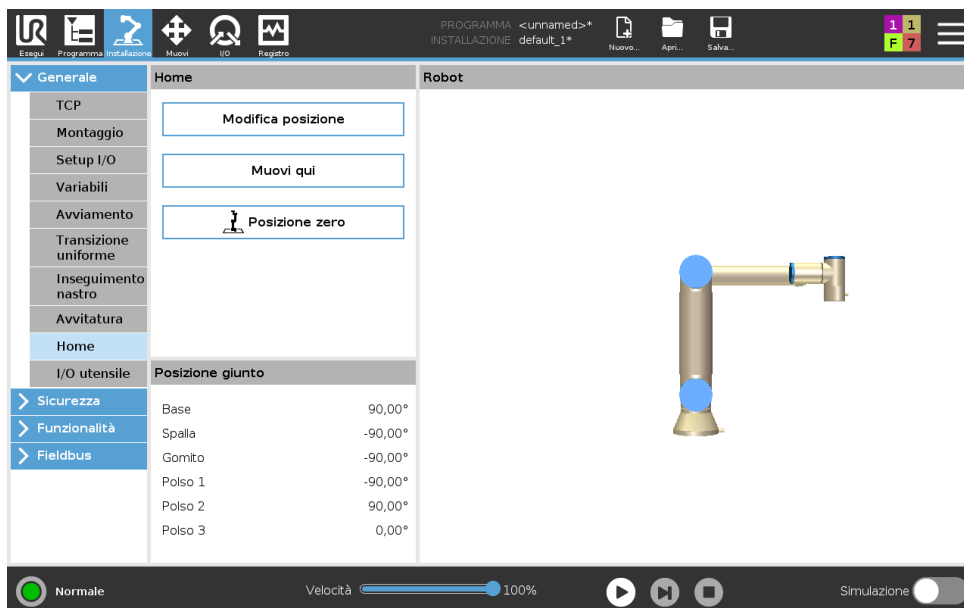 UR
PROGRAMMA <unnamed>*
INSTALLAZIONE default_1*
Esegui
Programma
Installazione
Muovi
I/O
Registro
Nuovo...
Apri...
Salva...
1 1
F 7
Generale
TCP
Montaggio
Setup I/O
Variabili
Avviamento
Transizione
uniforme
Inseguimento
nastro
Avvitatura
Home
I/O utensile
Sicurezza
Funzionalità
Fieldbus
Home
Modifica posizione
Muovi qui
Posizione zero
Posizione giunto
Base 90,00°
Spalla -90,00°
Gomito -90,00°
Polso 1 -90,00°
Polso 2 90,00°
Polso 3 0,00°
Robot
Normale
Velocità 100%
Simulazione